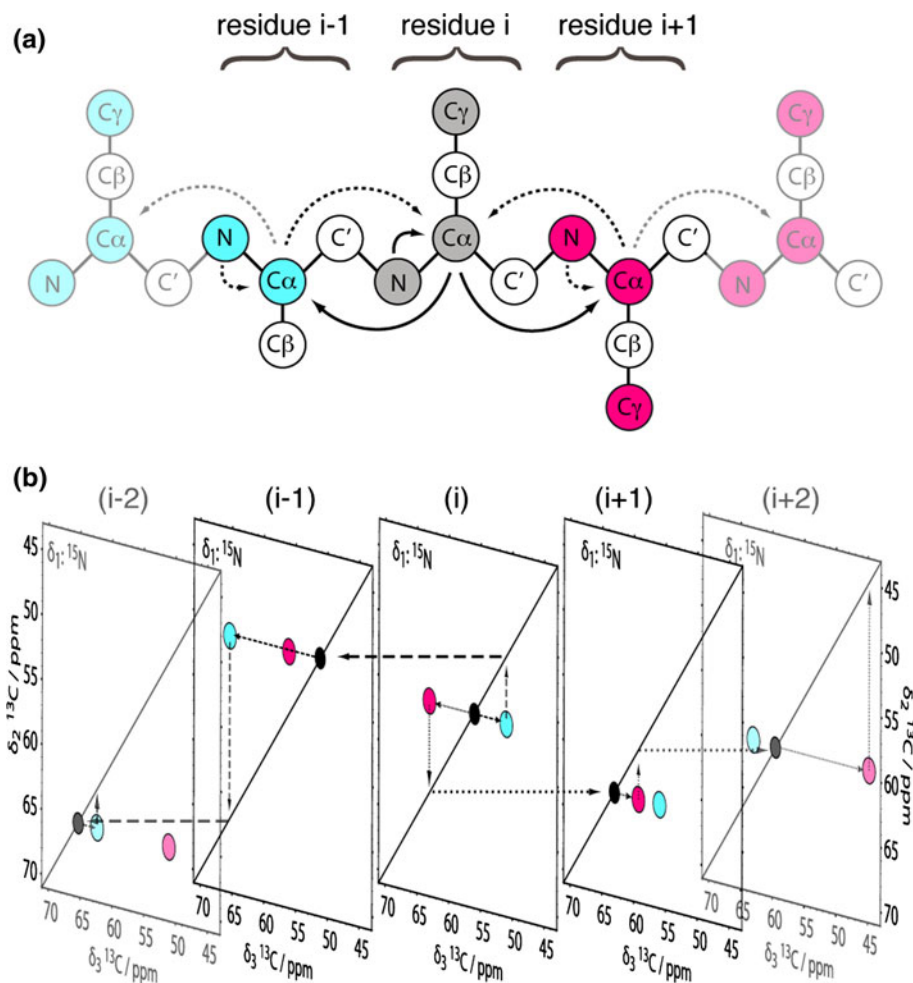 (a)
residue i-1 residue i residue i+1
Cγ Cγ Cγ
Cβ Cβ Cβ
Cα N C′ Cα N C′ Cα
N C′ Cα N C′ Cα N C′
Cβ Cβ
Cγ
(b)
(i-2) (i-1) (i) (i+1) (i+2)
δ₁: ¹⁵N δ₁: ¹⁵N δ₁: ¹⁵N δ₁: ¹⁵N δ₁: ¹⁵N
45 50 55 60 65 70
δ₂ ¹³C / ppm
45 50 55 60 65 70
δ₂ ¹³C / ppm
70 65 60 55 50 45
δ₃ ¹³C / ppm
70 65 60 55 50 45
δ₃ ¹³C / ppm
70 65 60 55 50 45
δ₃ ¹³C / ppm
70 65 60 55 50 45
δ₃ ¹³C / ppm
70 65 60 55 50 45
δ₃ ¹³C / ppm